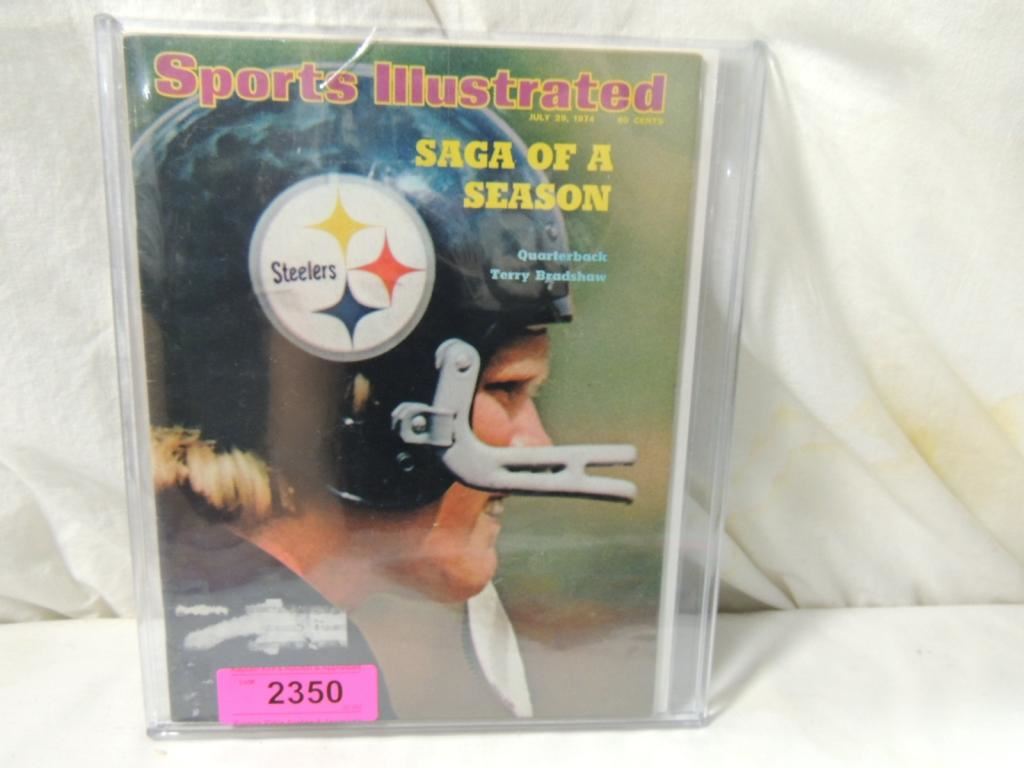 Sports Illustrated
JULY 29, 1974 60 CENTS
SAGA OF A
SEASON
Quarterback
Terry Bradshaw
Steelers
2350